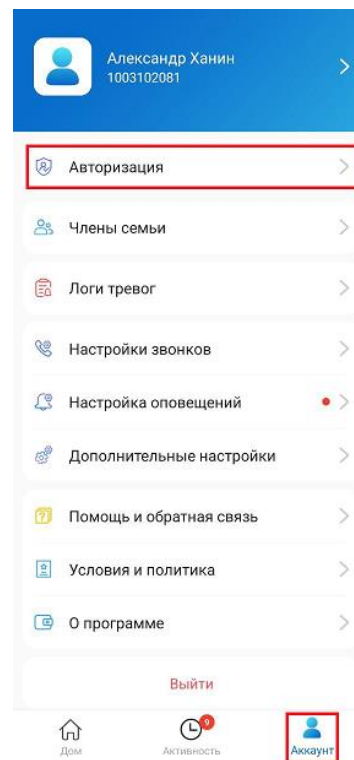 Александр Ханин
1003102081
Авторизация
Члены семьи
Логи тревог
Настройки звонков
Настройка оповещений
Дополнительные настройки
Помощь и обратная связь
Условия и политика
О программе
Выйти
9
Дом
Активность
Аккаунт